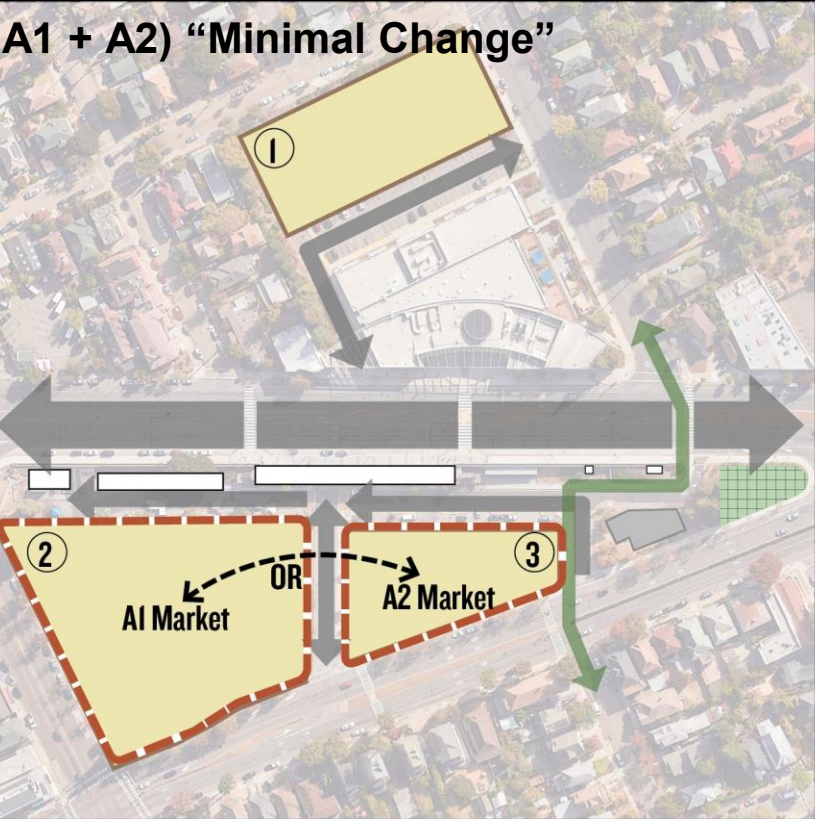 A1 + A2) “Minimal Change”
1
2
3
OR
A1 Market
A2 Market